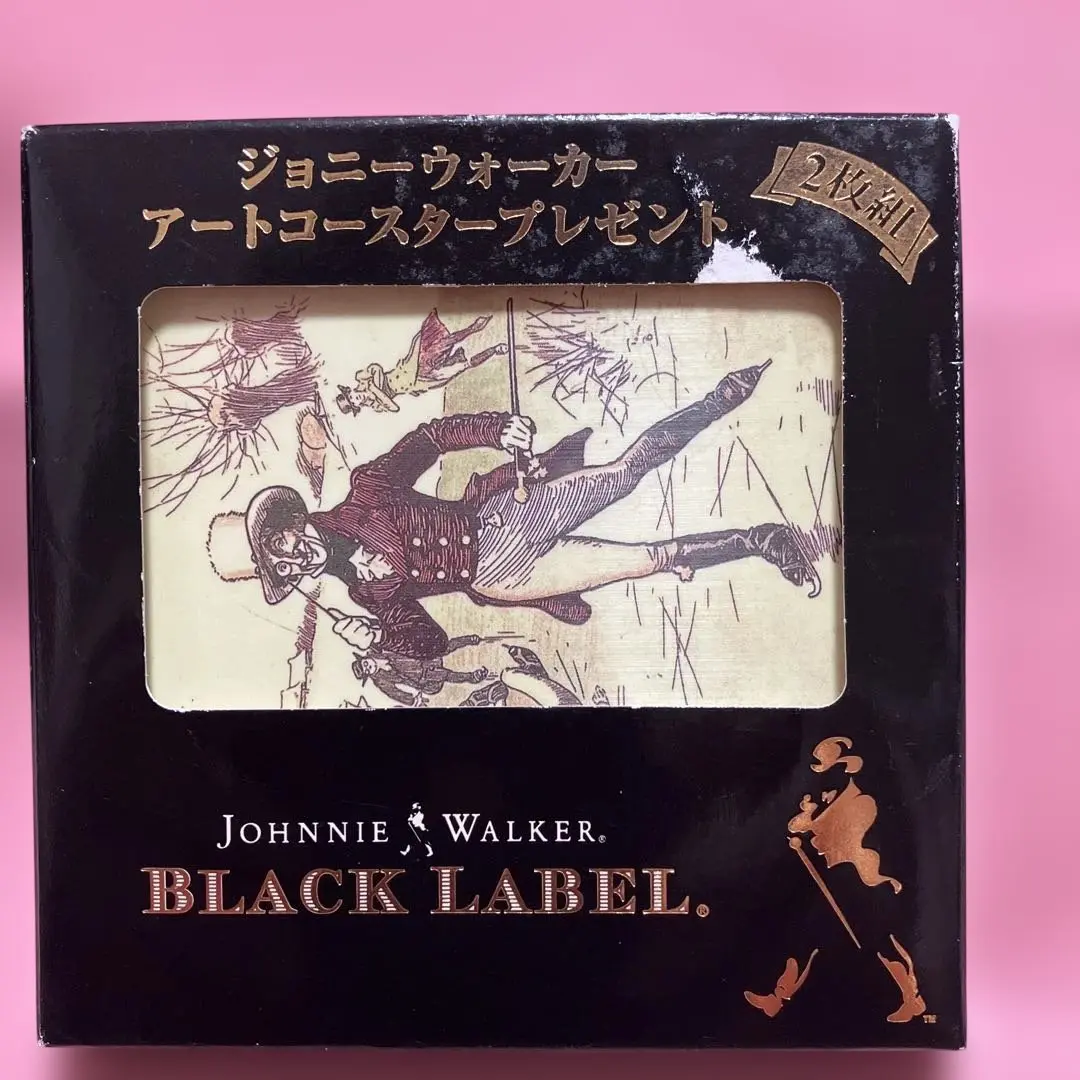 ジョニーウォーカー
アートコースタープレゼント
2枚組
JOHNNIE WALKER®
BLACK LABEL®
TM